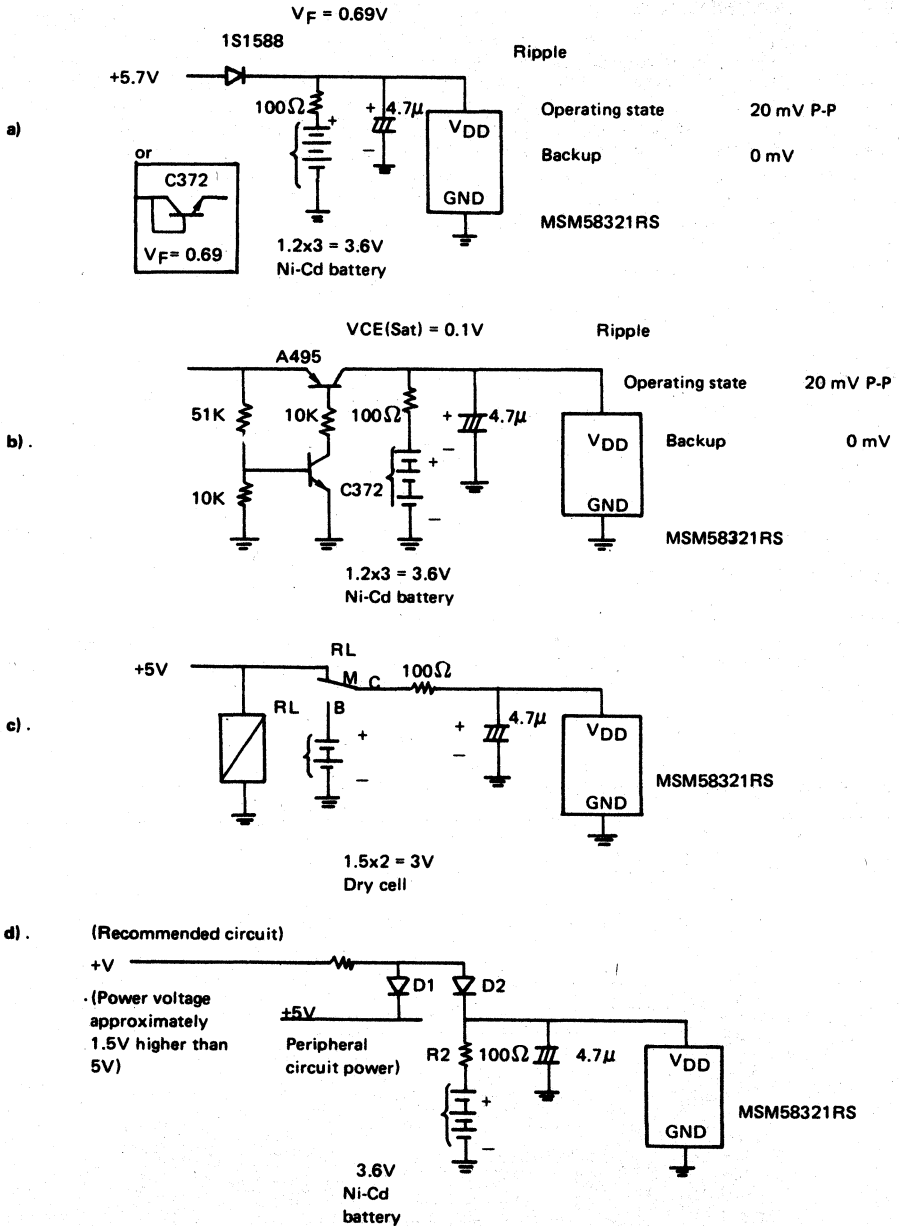 V_F = 0.69V
1S1588
Ripple
+5.7V
100Ω
+
4.7μ
V_DD
Operating state 20 mV P-P
a)
+
−
Backup 0 mV
or
C372
V_F = 0.69
GND
MSM58321RS
1.2x3 = 3.6V
Ni-Cd battery
VCE(Sat) = 0.1V
Ripple
A495
Operating state 20 mV P-P
51K
10K
100Ω
+
4.7μ
b) .
V_DD
Backup 0 mV
−
+
C372
10K
−
GND
MSM58321RS
1.2x3 = 3.6V
Ni-Cd battery
RL
+5V
M
C
100Ω
RL
B
4.7μ
c) .
+
−
+
−
V_DD
MSM58321RS
GND
1.5x2 = 3V
Dry cell
d) .
(Recommended circuit)
+V
D1
D2
(Power voltage
approximately
1.5V higher than
5V)
+5V
Peripheral
circuit power)
R2
100Ω
4.7μ
V_DD
+
−
MSM58321RS
GND
3.6V
Ni-Cd
battery